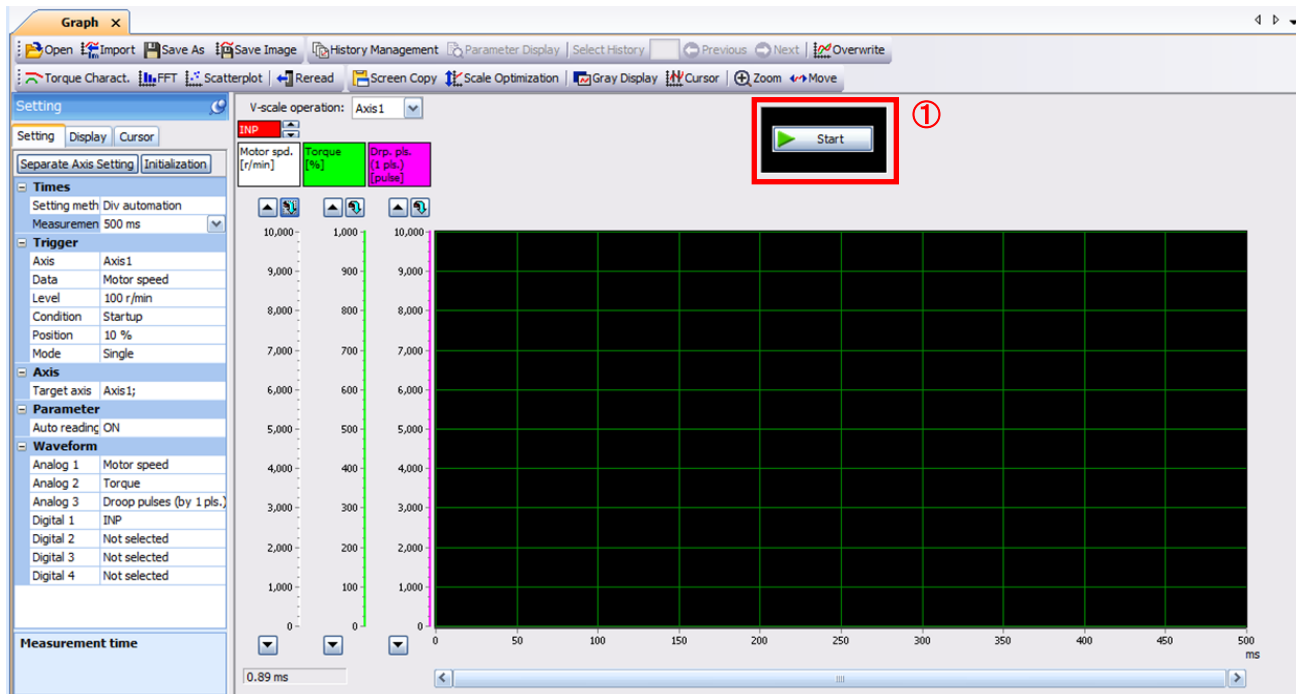 Graph
Open Import Save As Save Image History Management Parameter Display Select History Previous Next Overwrite
Torque Charact. FFT Scatterplot Reread Screen Copy Scale Optimization Gray Display Cursor Zoom Move
Setting
Setting Display Cursor
Separate Axis Setting Initialization
Times
Setting meth Div automation
Measuremen 500 ms
Trigger
Axis Axis1
Data Motor speed
Level 100 r/min
Condition Startup
Position 10 %
Mode Single
Axis
Target axis Axis1;
Parameter
Auto reading ON
Waveform
Analog 1 Motor speed
Analog 2 Torque
Analog 3 Droop pulses (by 1 pls.)
Digital 1 INP
Digital 2 Not selected
Digital 3 Not selected
Digital 4 Not selected
Measurement time
V-scale operation: Axis1
INP
Motor spd.
[r/min]
Torque
[%]
Drp. pls.
(1 pls.)
[pulse]
Start
①
10,000 1,000 10,000
9,000 900 9,000
8,000 800 8,000
7,000 700 7,000
6,000 600 6,000
5,000 500 5,000
4,000 400 4,000
3,000 300 3,000
2,000 200 2,000
1,000 100 1,000
0 0 0
0 50 100 150 200 250 300 350 400 450 500
ms
0.89 ms